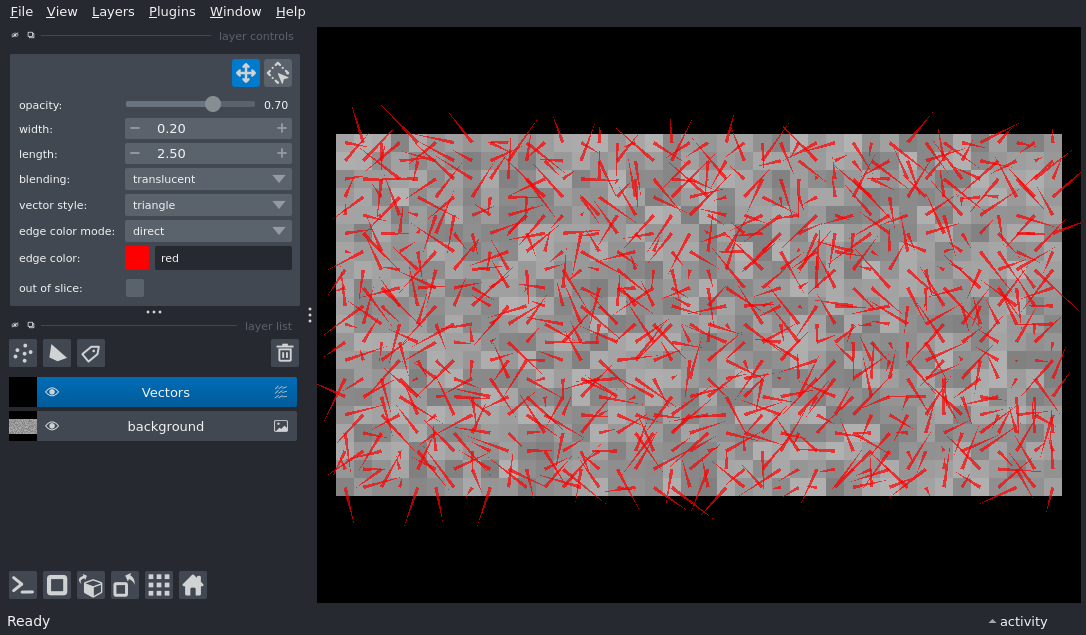 File View Layers Plugins Window Help
layer controls
opacity: 0.70
width: 0.20
length: 2.50
blending: translucent
vector style: triangle
edge color mode: direct
edge color: red
out of slice:
layer list
Vectors
background
Ready
activity